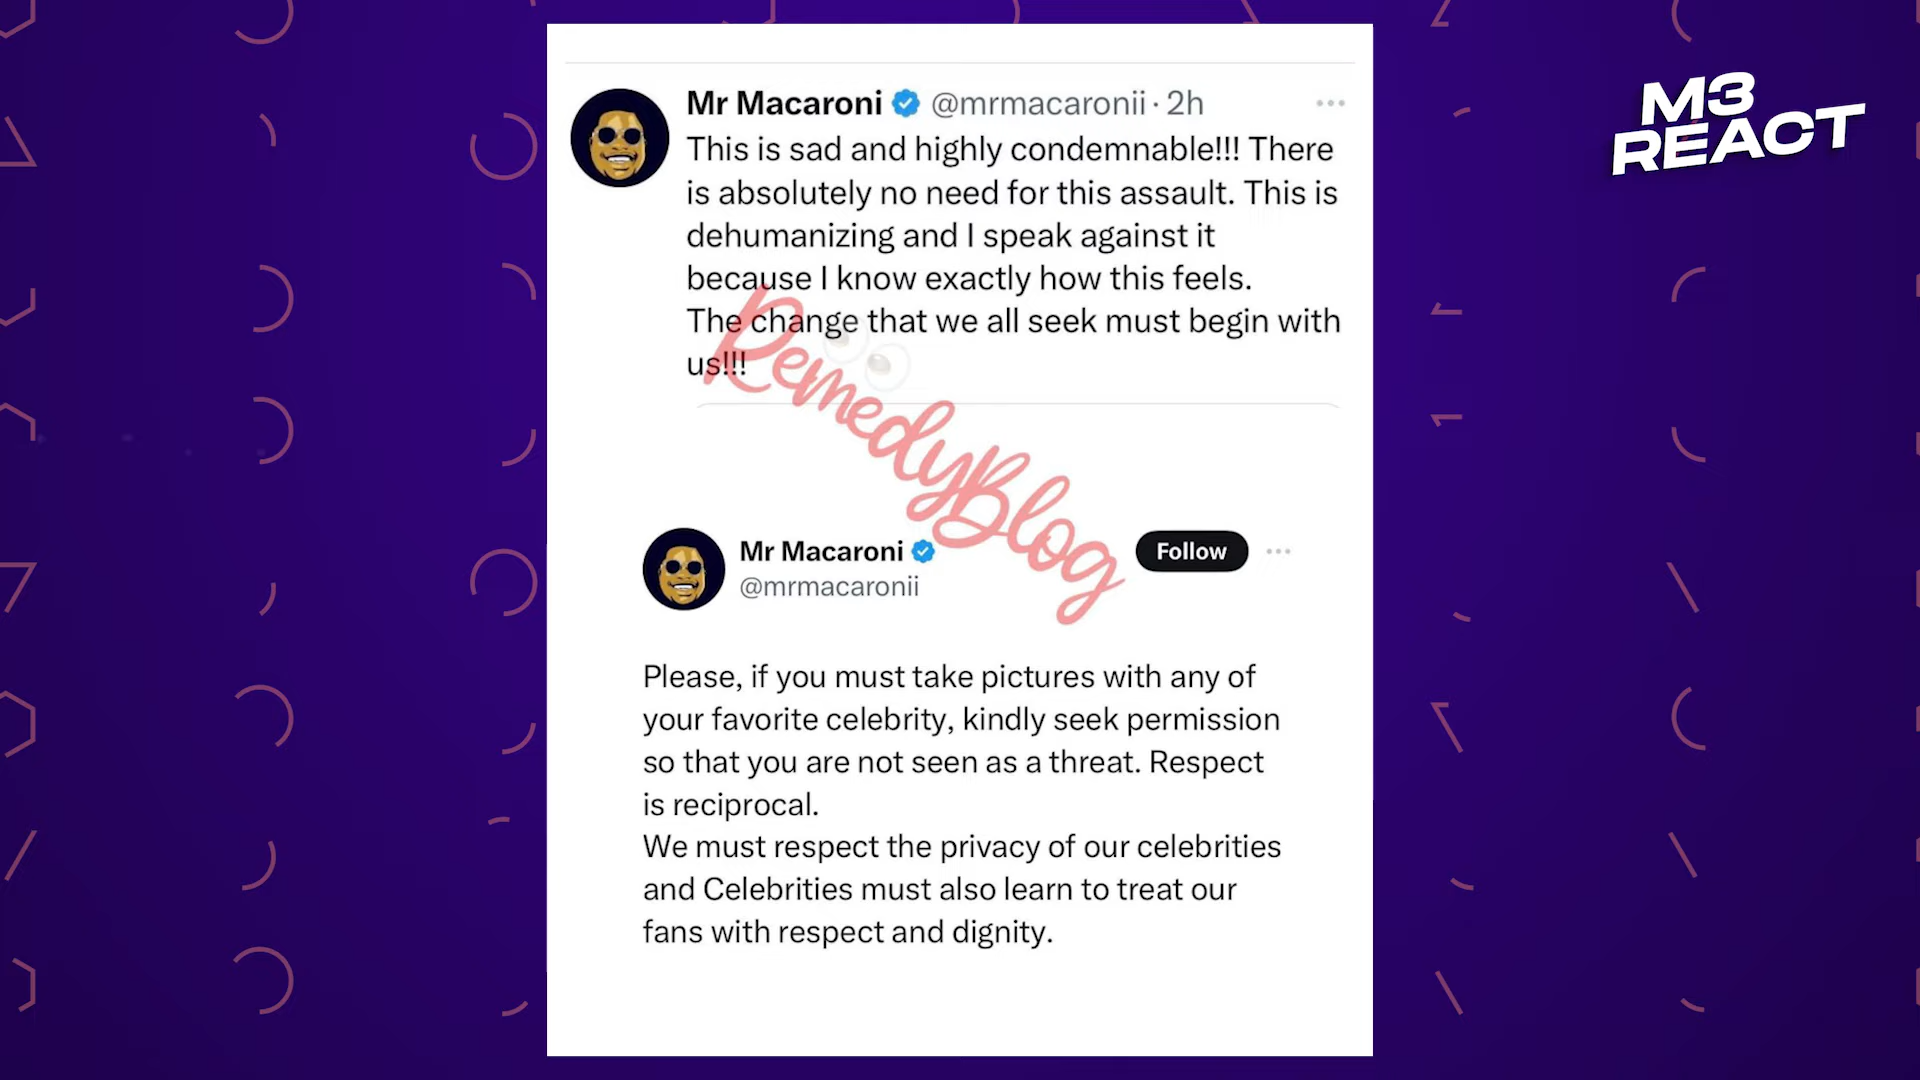 M3
REACT
Mr Macaroni @mrmacaronii · 2h
This is sad and highly condemnable!!! There
is absolutely no need for this assault. This is
dehumanizing and I speak against it
because I know exactly how this feels.
The change that we all seek must begin with
us!!!
RemedyBlog
Mr Macaroni
@mrmacaronii
Follow
Please, if you must take pictures with any of
your favorite celebrity, kindly seek permission
so that you are not seen as a threat. Respect
is reciprocal.
We must respect the privacy of our celebrities
and Celebrities must also learn to treat our
fans with respect and dignity.